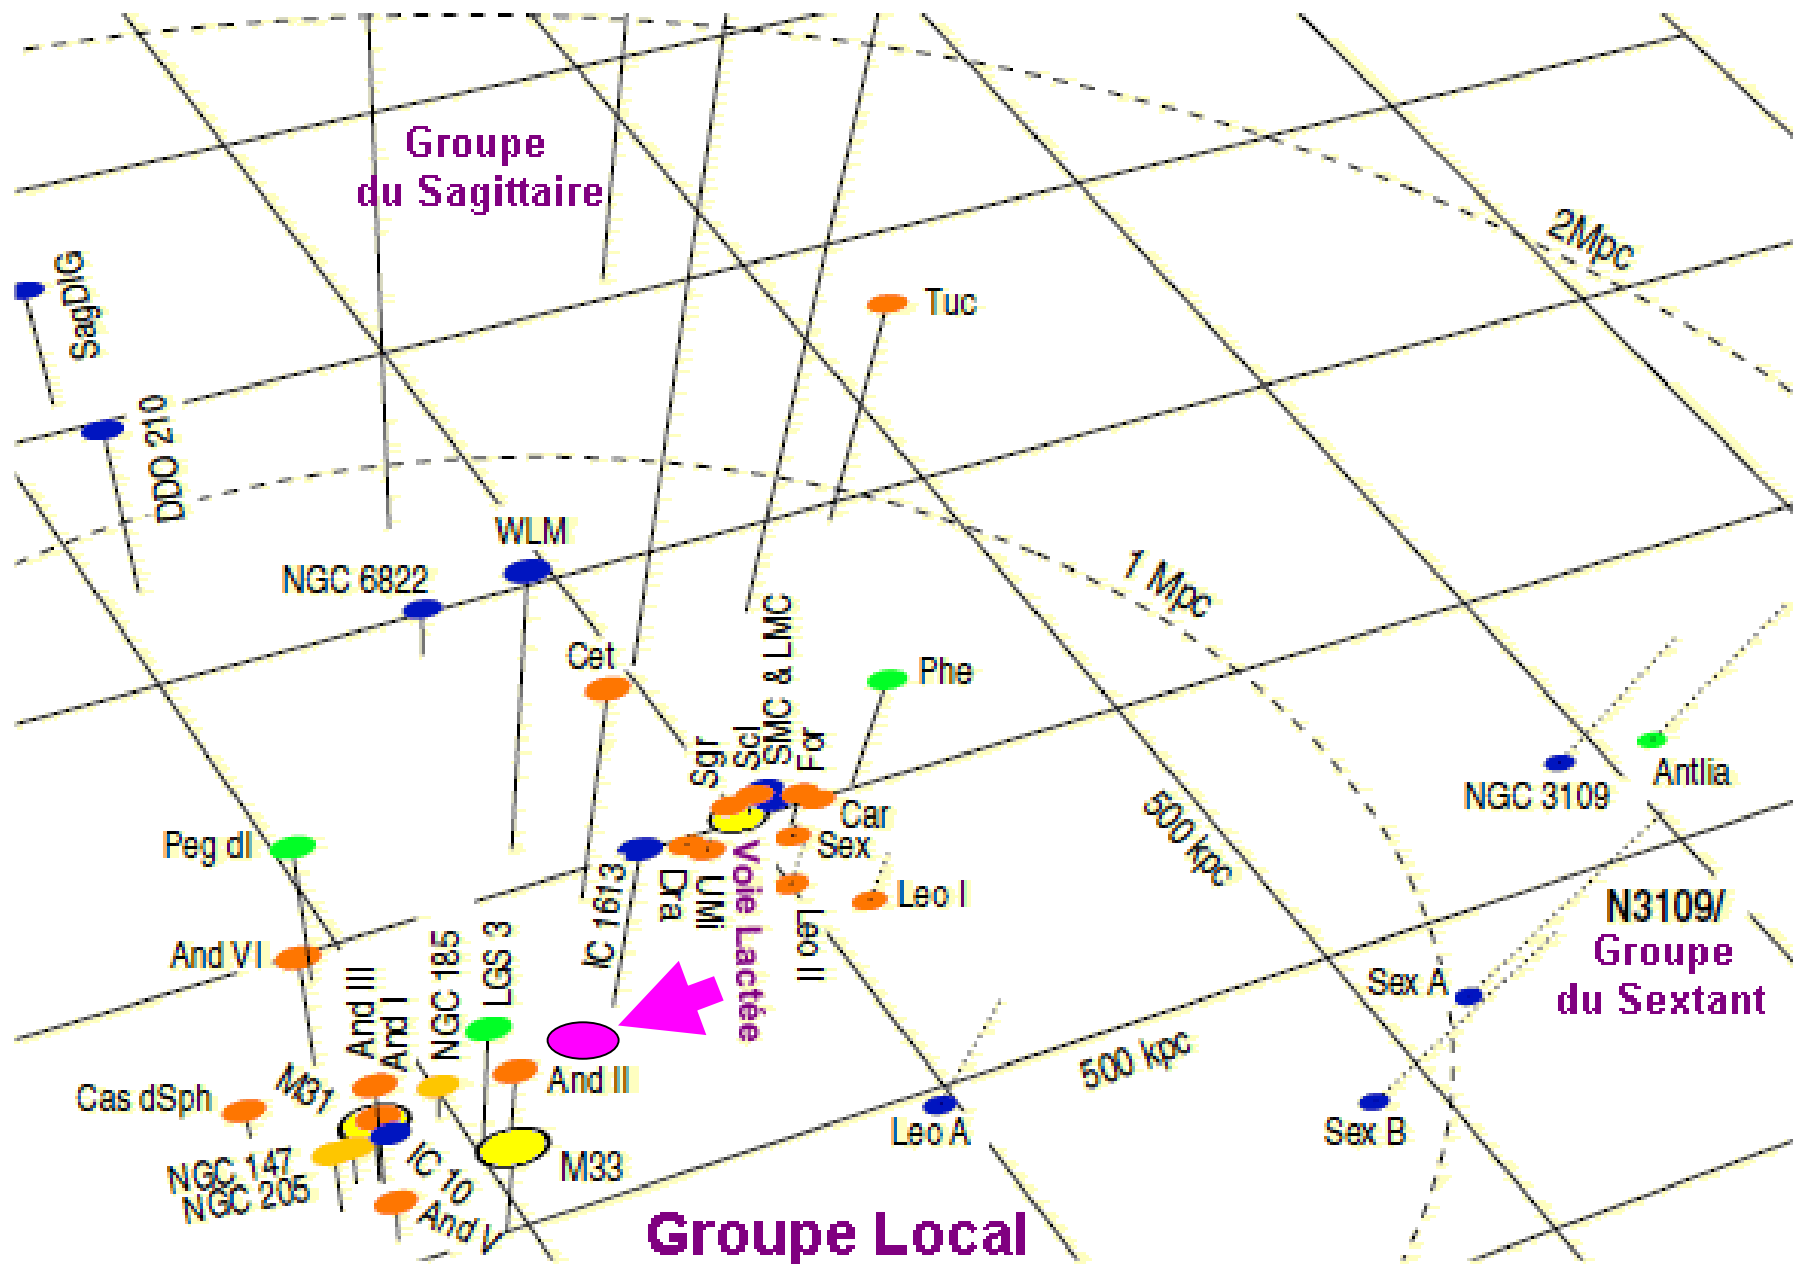 Groupe
du Sagittaire
2Mpc
SagDIG
Tuc
DDO 210
WLM
NGC 6822
1 Mpc
Cet
Phe
Sgr
Scl
SMC & LMC
For
Car
Sex
Antlia
NGC 3109
500 kpc
Peg dI
IC 1613
Dra
UMi
Voie Lactée
Leo II
Leo I
N3109/
Groupe
du Sextant
And VI
And III
And I
NGC 185
LGS 3
Sex A
500 kpc
Cas dSph
M31
And II
Leo A
Sex B
NGC 147
NGC 205
IC 10
And V
M33
Groupe Local